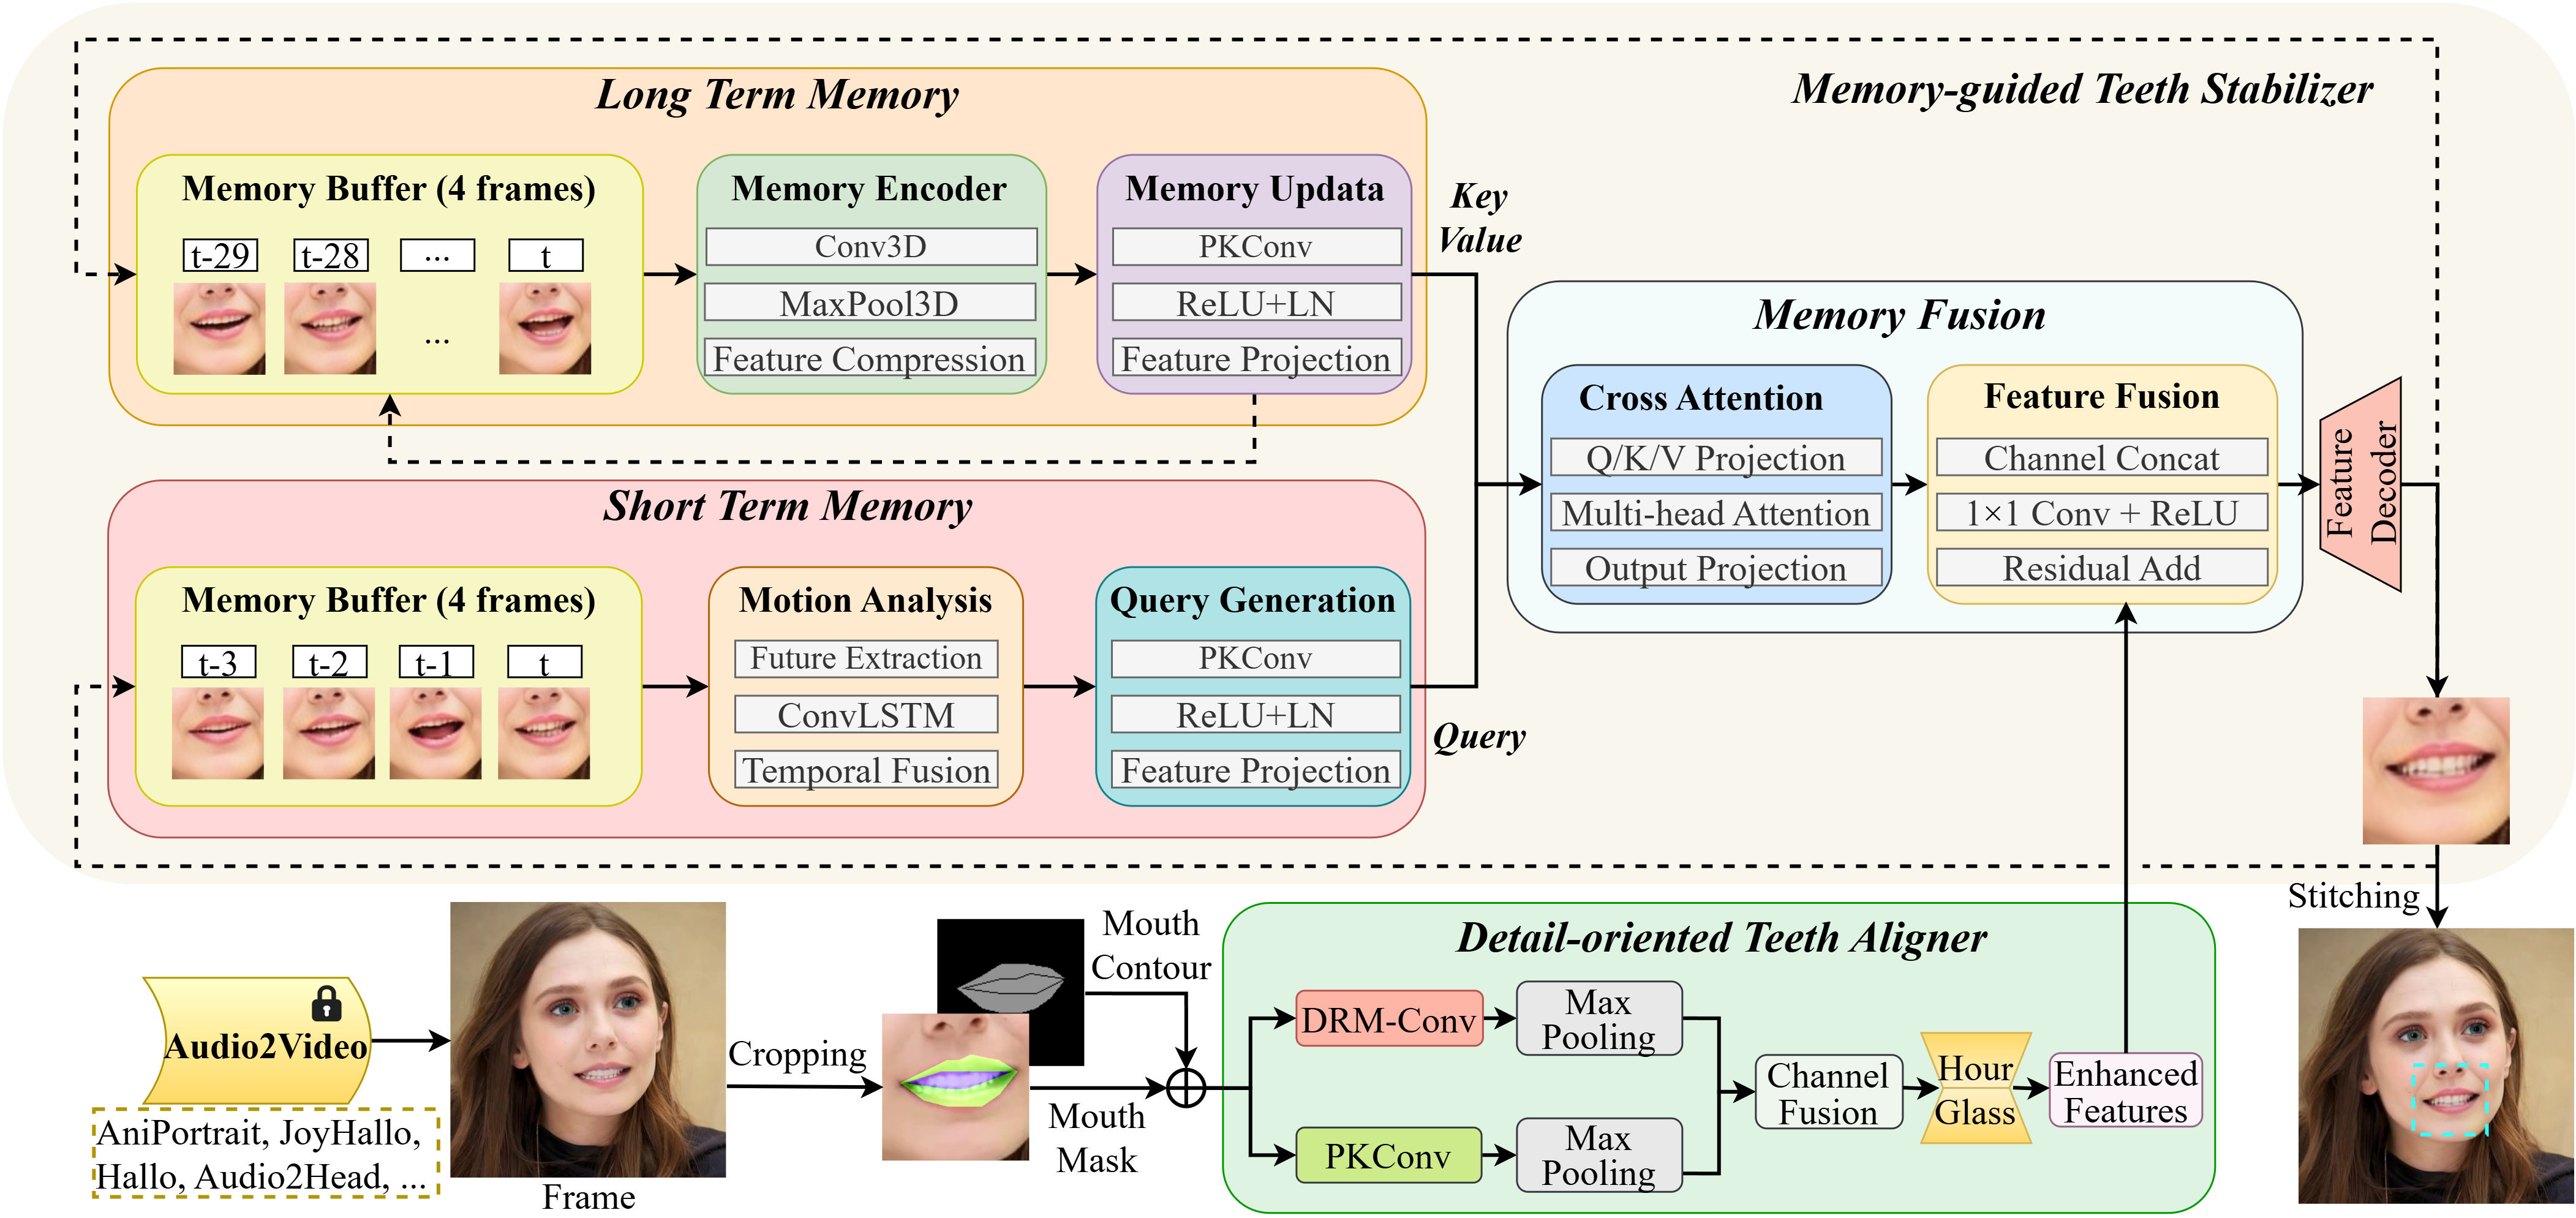 Memory-guided Teeth Stabilizer
Long Term Memory
Memory Buffer (4 frames)
t-29
t-28
...
t
...
Memory Encoder
Conv3D
MaxPool3D
Feature Compression
Memory Updata
PKConv
ReLU+LN
Feature Projection
Key
Value
Short Term Memory
Memory Buffer (4 frames)
t-3
t-2
t-1
t
Motion Analysis
Future Extraction
ConvLSTM
Temporal Fusion
Query Generation
PKConv
ReLU+LN
Feature Projection
Query
Memory Fusion
Cross Attention
Q/K/V Projection
Multi-head Attention
Output Projection
Feature Fusion
Channel Concat
1×1 Conv + ReLU
Residual Add
Feature
Decoder
Stitching
Audio2Video
AniPortrait, JoyHallo,
Hallo, Audio2Head, ...
Frame
Cropping
Mouth
Contour
Mouth
Mask
Detail-oriented Teeth Aligner
DRM-Conv
Max
Pooling
PKConv
Max
Pooling
Channel
Fusion
Hour
Glass
Enhanced
Features